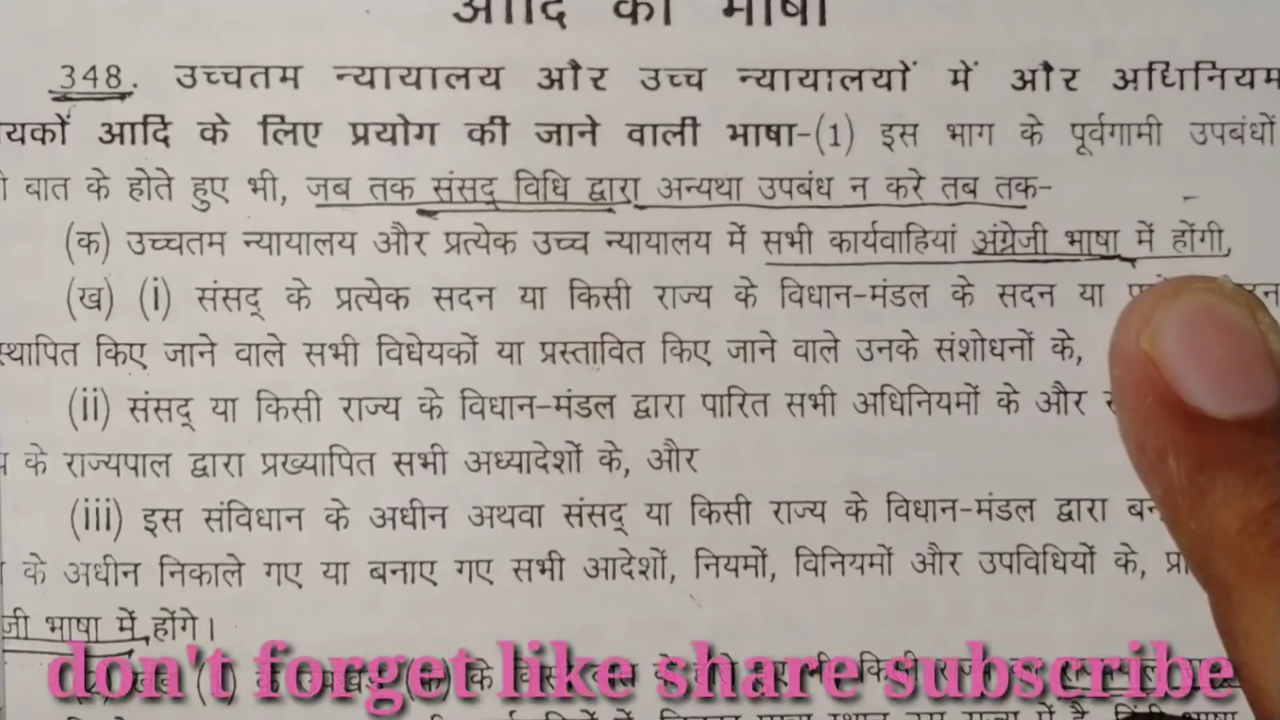 आदि की भाषा
348. उच्चतम न्यायालय और उच्च न्यायालयों में और अधिनियम
यकों आदि के लिए प्रयोग की जाने वाली भाषा-(1) इस भाग के पूर्वगामी उपबंधों
बात के होते हुए भी, जब तक संसद् विधि द्वारा अन्यथा उपबंध न करे तब तक-
(क) उच्चतम न्यायालय और प्रत्येक उच्च न्यायालय में सभी कार्यवाहियां अंग्रेजी भाषा में होंगी,
(ख) (i) संसद् के प्रत्येक सदन या किसी राज्य के विधान-मंडल के सदन या
स्थापित किए जाने वाले सभी विधेयकों या प्रस्तावित किए जाने वाले उनके संशोधनों के,
(ii) संसद् या किसी राज्य के विधान-मंडल द्वारा पारित सभी अधिनियमों के और
के राज्यपाल द्वारा प्रख्यापित सभी अध्यादेशों के, और
(iii) इस संविधान के अधीन अथवा संसद् या किसी राज्य के विधान-मंडल द्वारा
के अधीन निकाले गए या बनाए गए सभी आदेशों, नियमों, विनियमों और उपविधियों के,
जी भाषा में होंगे।
don't forget like share subscribe